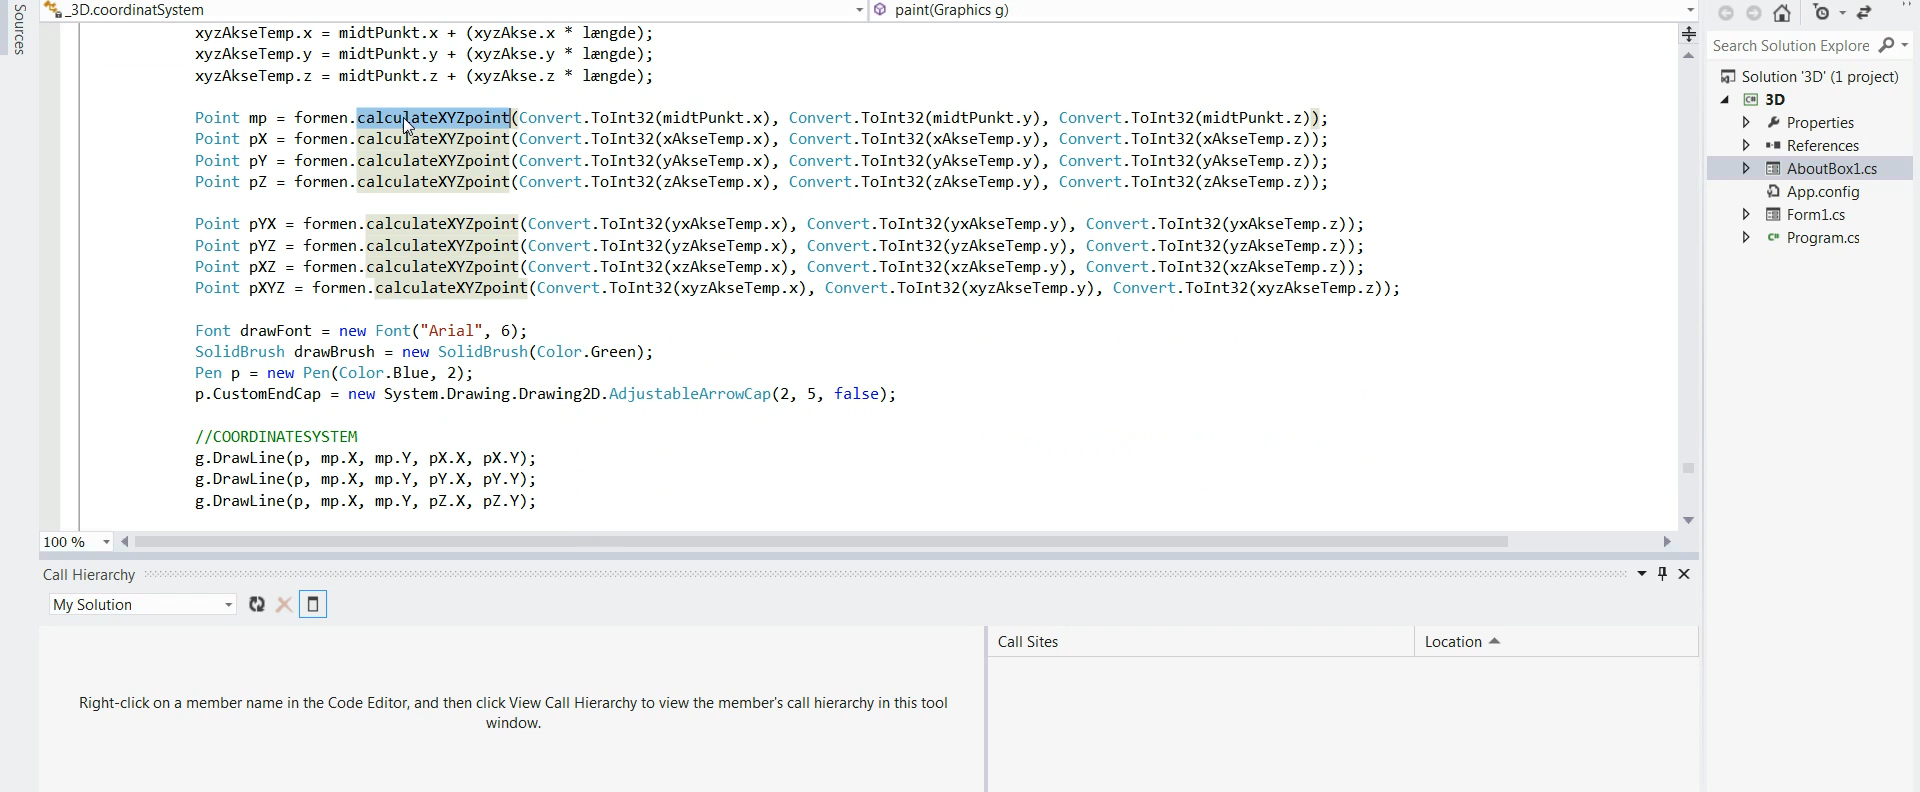 Sources
_3D.coordinatSystem
paint(Graphics g)
xyzAkseTemp.x = midtPunkt.x + (xyzAkse.x * længde);
xyzAkseTemp.y = midtPunkt.y + (xyzAkse.y * længde);
xyzAkseTemp.z = midtPunkt.z + (xyzAkse.z * længde);
Point mp = formen.calculateXYZpoint(Convert.ToInt32(midtPunkt.x), Convert.ToInt32(midtPunkt.y), Convert.ToInt32(midtPunkt.z));
Point pX = formen.calculateXYZpoint(Convert.ToInt32(xAkseTemp.x), Convert.ToInt32(xAkseTemp.y), Convert.ToInt32(xAkseTemp.z));
Point pY = formen.calculateXYZpoint(Convert.ToInt32(yAkseTemp.x), Convert.ToInt32(yAkseTemp.y), Convert.ToInt32(yAkseTemp.z));
Point pZ = formen.calculateXYZpoint(Convert.ToInt32(zAkseTemp.x), Convert.ToInt32(zAkseTemp.y), Convert.ToInt32(zAkseTemp.z));
Point pYX = formen.calculateXYZpoint(Convert.ToInt32(yxAkseTemp.x), Convert.ToInt32(yxAkseTemp.y), Convert.ToInt32(yxAkseTemp.z));
Point pYZ = formen.calculateXYZpoint(Convert.ToInt32(yzAkseTemp.x), Convert.ToInt32(yzAkseTemp.y), Convert.ToInt32(yzAkseTemp.z));
Point pXZ = formen.calculateXYZpoint(Convert.ToInt32(xzAkseTemp.x), Convert.ToInt32(xzAkseTemp.y), Convert.ToInt32(xzAkseTemp.z));
Point pXYZ = formen.calculateXYZpoint(Convert.ToInt32(xyzAkseTemp.x), Convert.ToInt32(xyzAkseTemp.y), Convert.ToInt32(xyzAkseTemp.z));
Font drawFont = new Font("Arial", 6);
SolidBrush drawBrush = new SolidBrush(Color.Green);
Pen p = new Pen(Color.Blue, 2);
p.CustomEndCap = new System.Drawing.Drawing2D.AdjustableArrowCap(2, 5, false);
//COORDINATESYSTEM
g.DrawLine(p, mp.X, mp.Y, pX.X, pX.Y);
g.DrawLine(p, mp.X, mp.Y, pY.X, pY.Y);
g.DrawLine(p, mp.X, mp.Y, pZ.X, pZ.Y);
100 %
Call Hierarchy
My Solution
Right-click on a member name in the Code Editor, and then click View Call Hierarchy to view the member's call hierarchy in this tool
window.
Call Sites
Location
Search Solution Explore
Solution '3D' (1 project)
C# 3D
Properties
References
AboutBox1.cs
App.config
Form1.cs
C# Program.cs